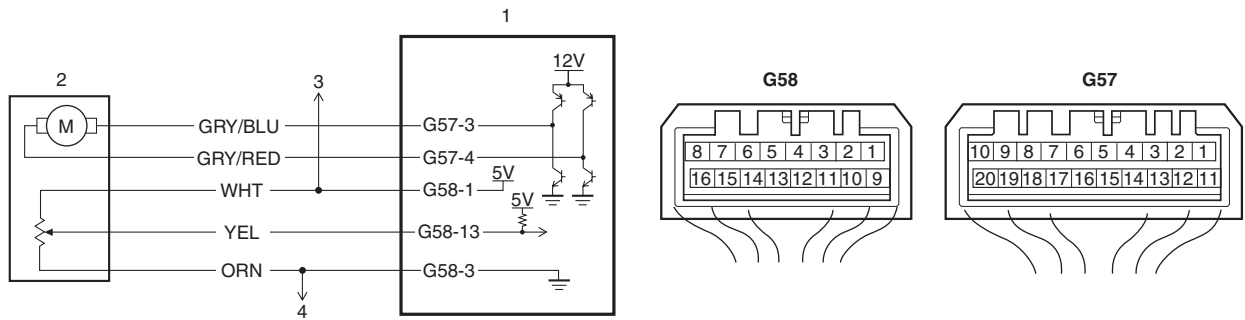 1
2
3
12V
M
GRY/BLU
G57-3
GRY/RED
G57-4
WHT
G58-1
5V
5V
YEL
G58-13
ORN
G58-3
4
G58
8 7 6 5 4 3 2 1
16 15 14 13 12 11 10 9
G57
10 9 8 7 6 5 4 3 2 1
20 19 18 17 16 15 14 13 12 11